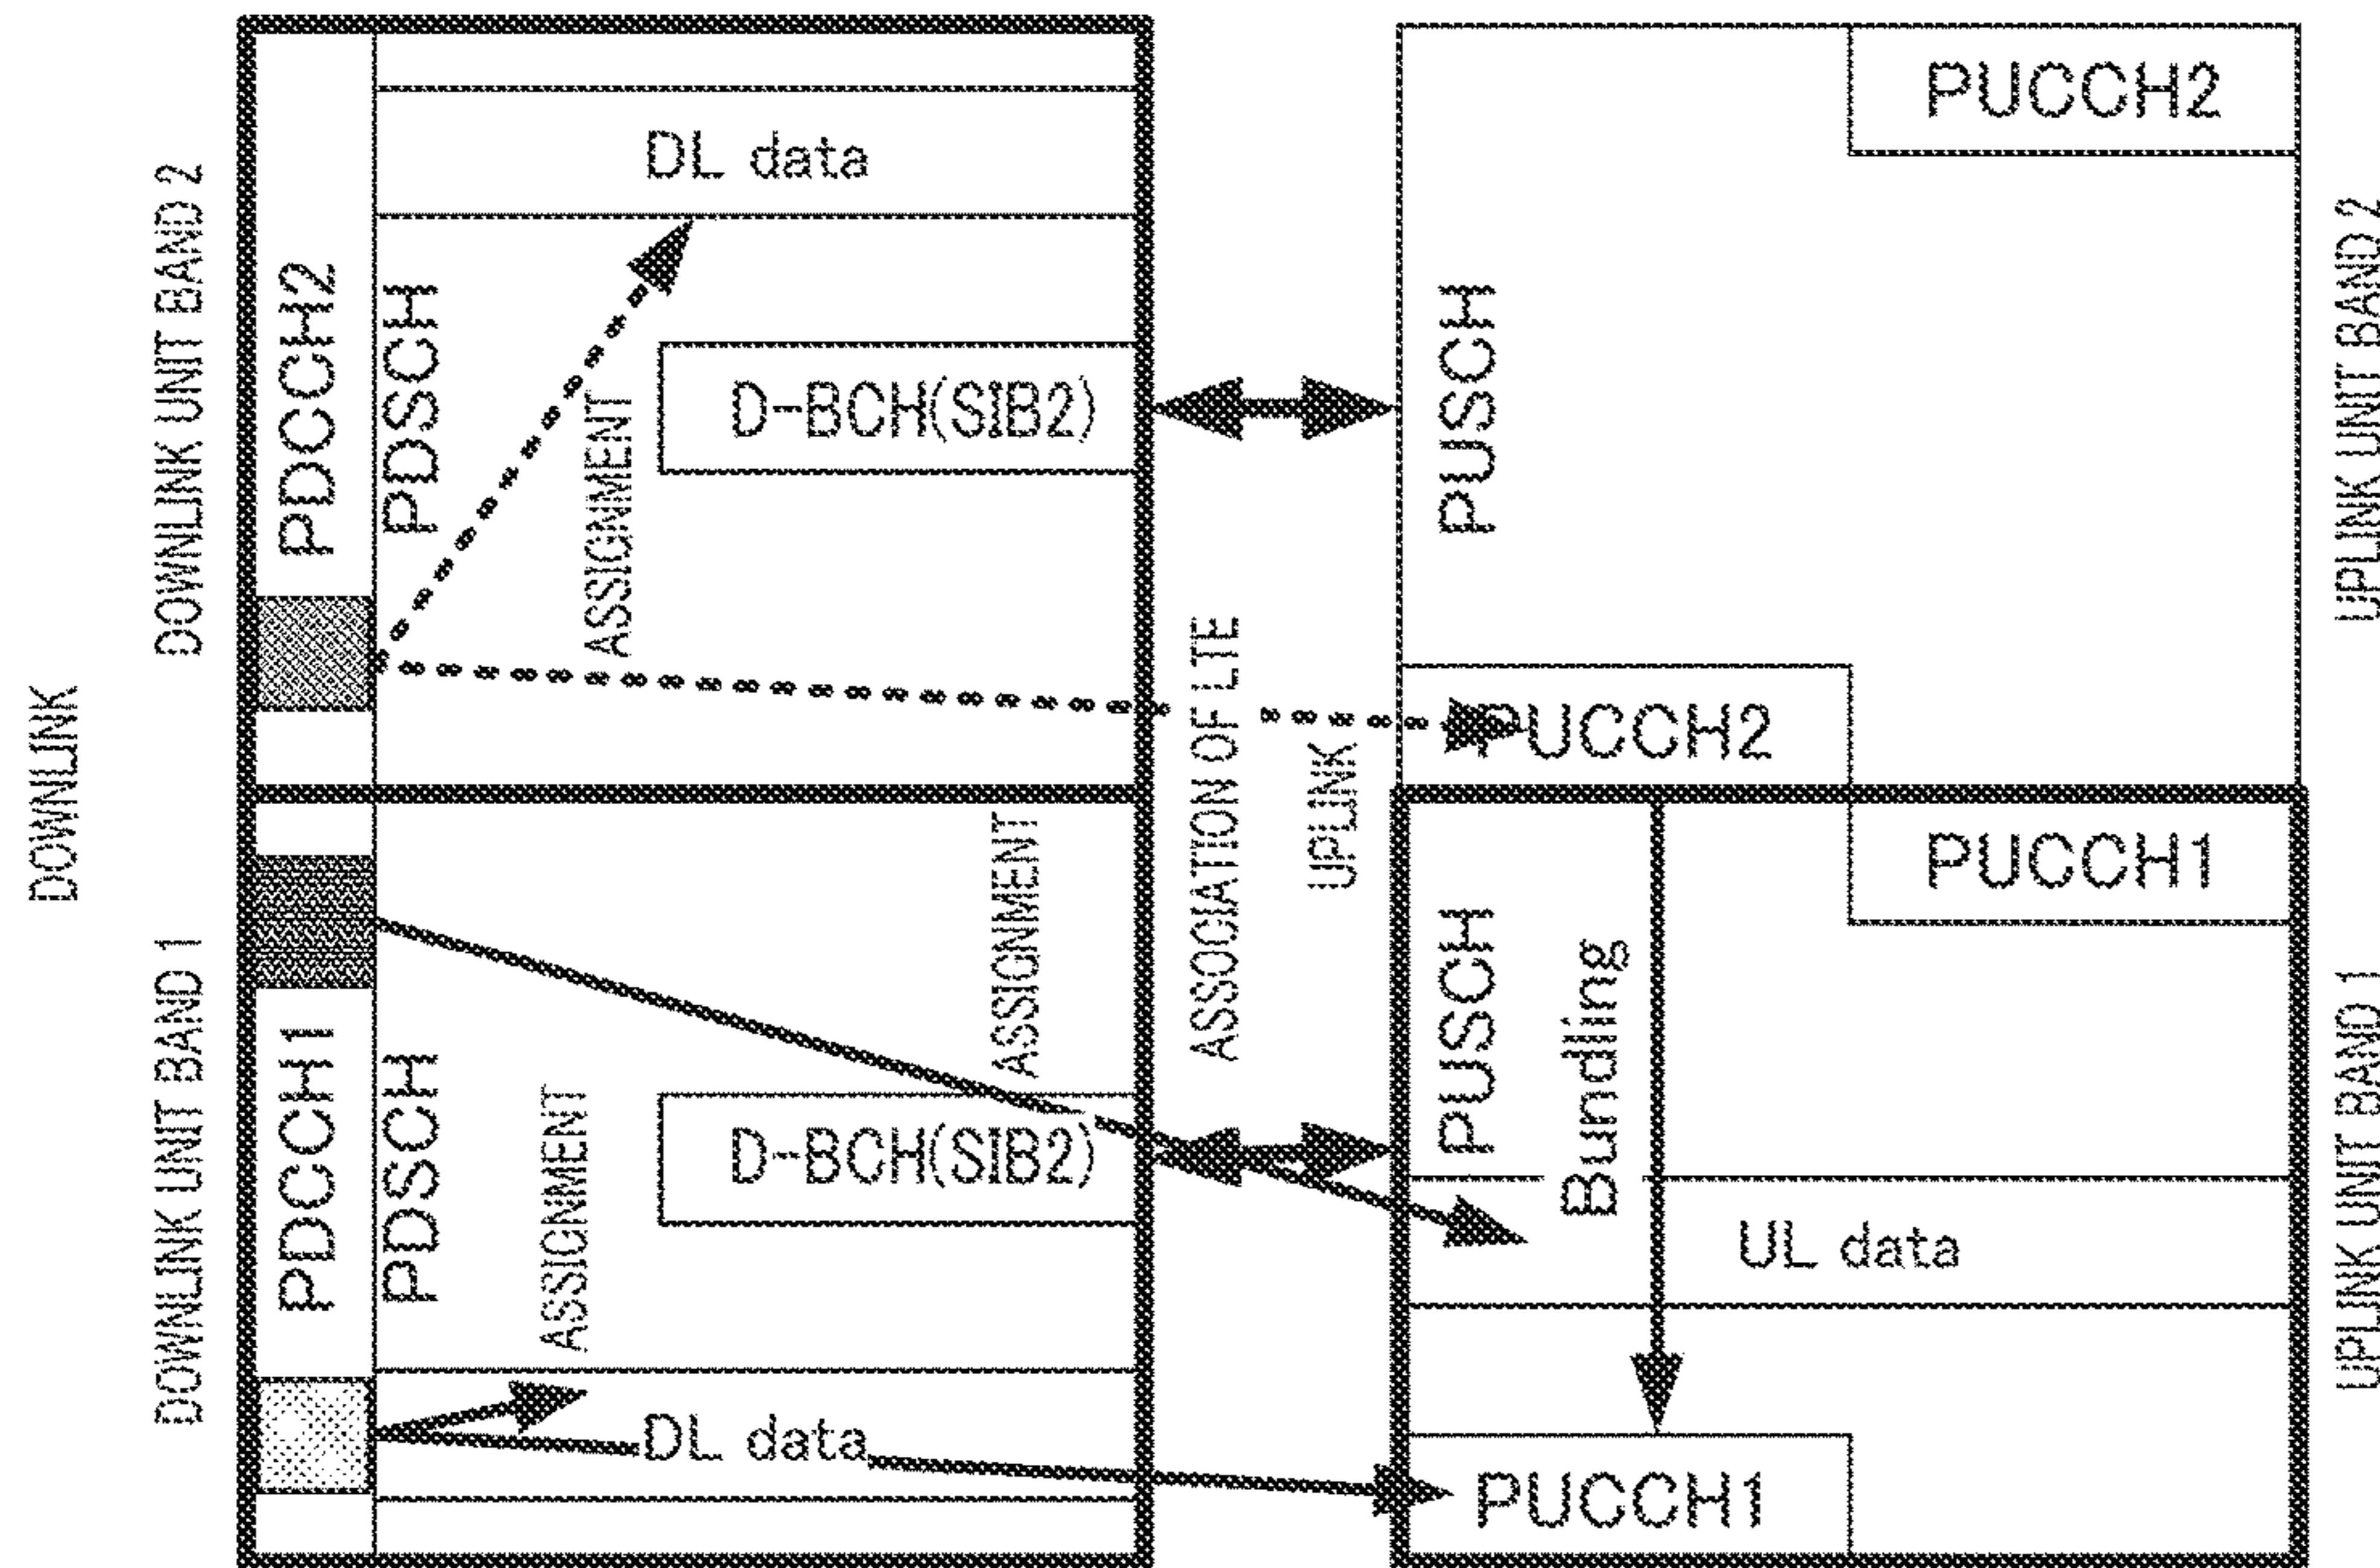 DOWNLINK
DOWNLINK UNIT BAND 2
PDCCH2
PDSCH
DL data
ASSIGNMENT
D-BCH(SIB2)
DOWNLINK UNIT BAND 1
PDCCH1
PDSCH
ASSIGNMENT
ASSIGNMENT
D-BCH(SIB2)
DL data
ASSOCIATION OF LTE
UPLINK
PUCCH2
PUSCH
PUCCH2
UPLINK UNIT BAND 2
PUCCH1
PUSCH
Bundling
UL data
PUCCH1
UPLINK UNIT BAND 1